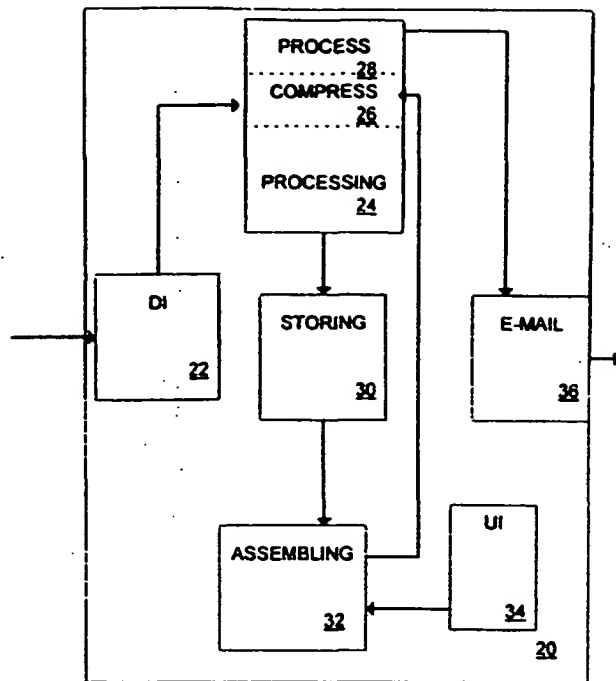 PROCESS
28
COMPRESS
26
PROCESSING
24
DI
22
STORING
30
E-MAIL
36
ASSEMBLING
32
UI
34
20